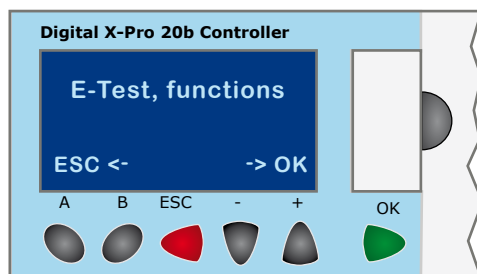 Digital X-Pro 20b Controller
E-Test, functions
ESC <- -> OK
A B ESC - + OK